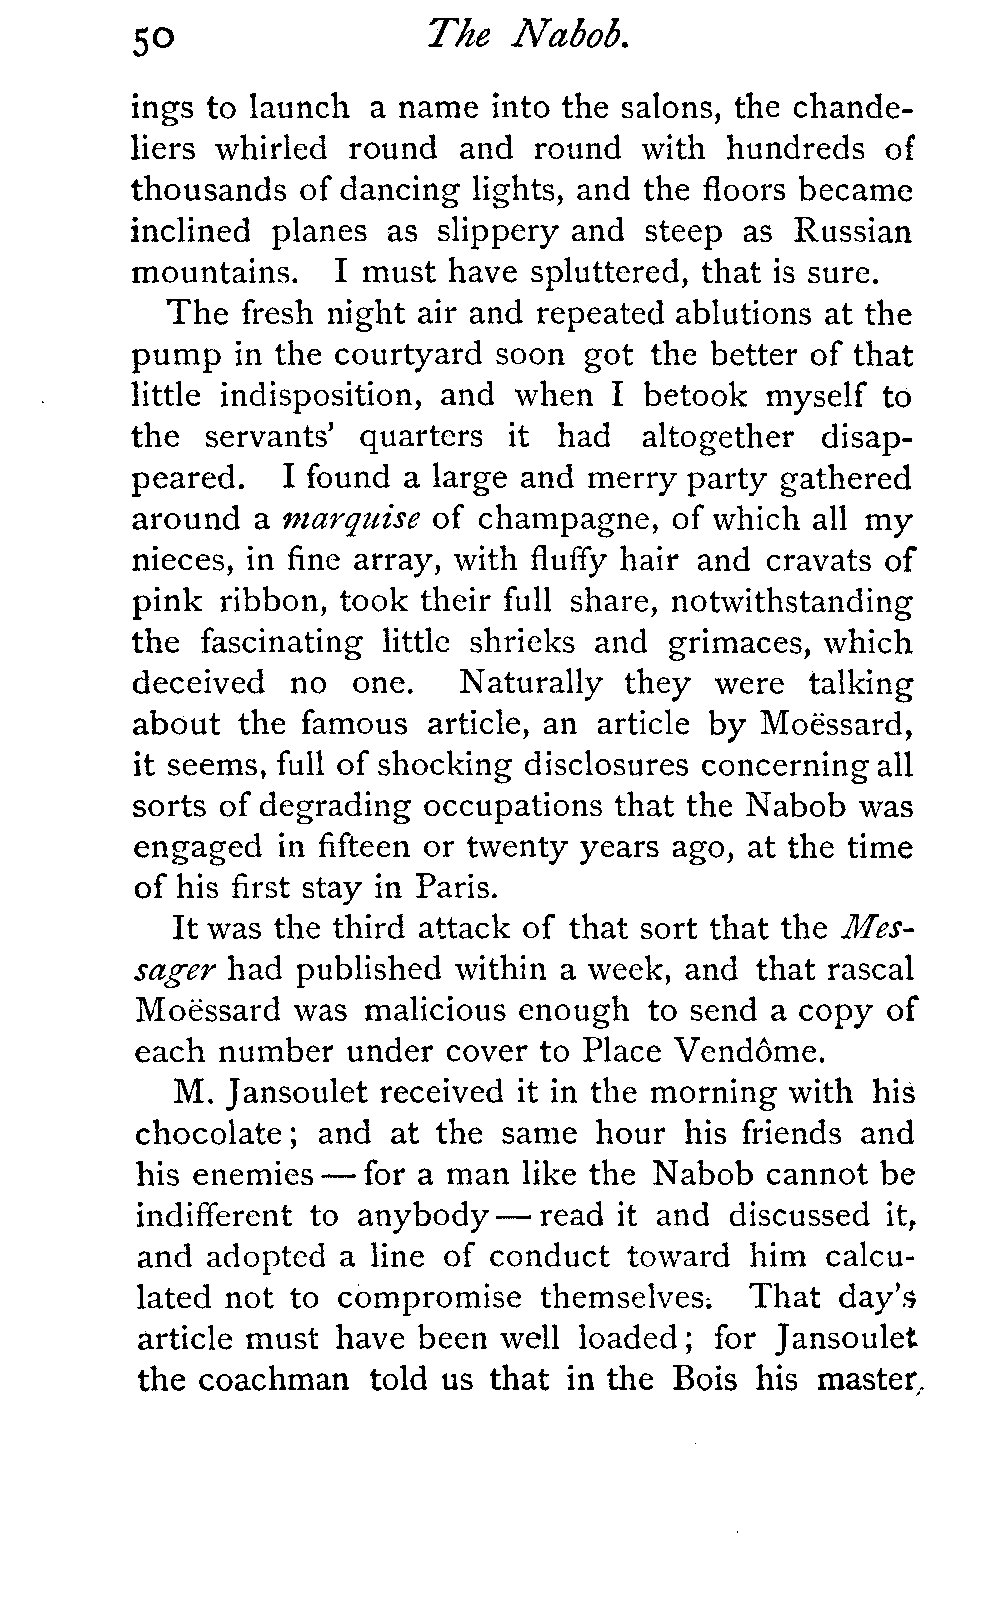 50 The Nabob.
ings to launch a name into the salons, the chande-
liers whirled round and round with hundreds of
thousands of dancing lights, and the floors became
inclined planes as slippery and steep as Russian
mountains. I must have spluttered, that is sure.
The fresh night air and repeated ablutions at the
pump in the courtyard soon got the better of that
little indisposition, and when I betook myself to
the servants' quarters it had altogether disap-
peared. I found a large and merry party gathered
around a marquise of champagne, of which all my
nieces, in fine array, with fluffy hair and cravats of
pink ribbon, took their full share, notwithstanding
the fascinating little shrieks and grimaces, which
deceived no one. Naturally they were talking
about the famous article, an article by Moëssard,
it seems, full of shocking disclosures concerning all
sorts of degrading occupations that the Nabob was
engaged in fifteen or twenty years ago, at the time
of his first stay in Paris.
It was the third attack of that sort that the Mes-
sager had published within a week, and that rascal
Moëssard was malicious enough to send a copy of
each number under cover to Place Vendôme.
M. Jansoulet received it in the morning with his
chocolate; and at the same hour his friends and
his enemies — for a man like the Nabob cannot be
indifferent to anybody — read it and discussed it,
and adopted a line of conduct toward him calcu-
lated not to compromise themselves. That day's
article must have been well loaded; for Jansoulet
the coachman told us that in the Bois his master,